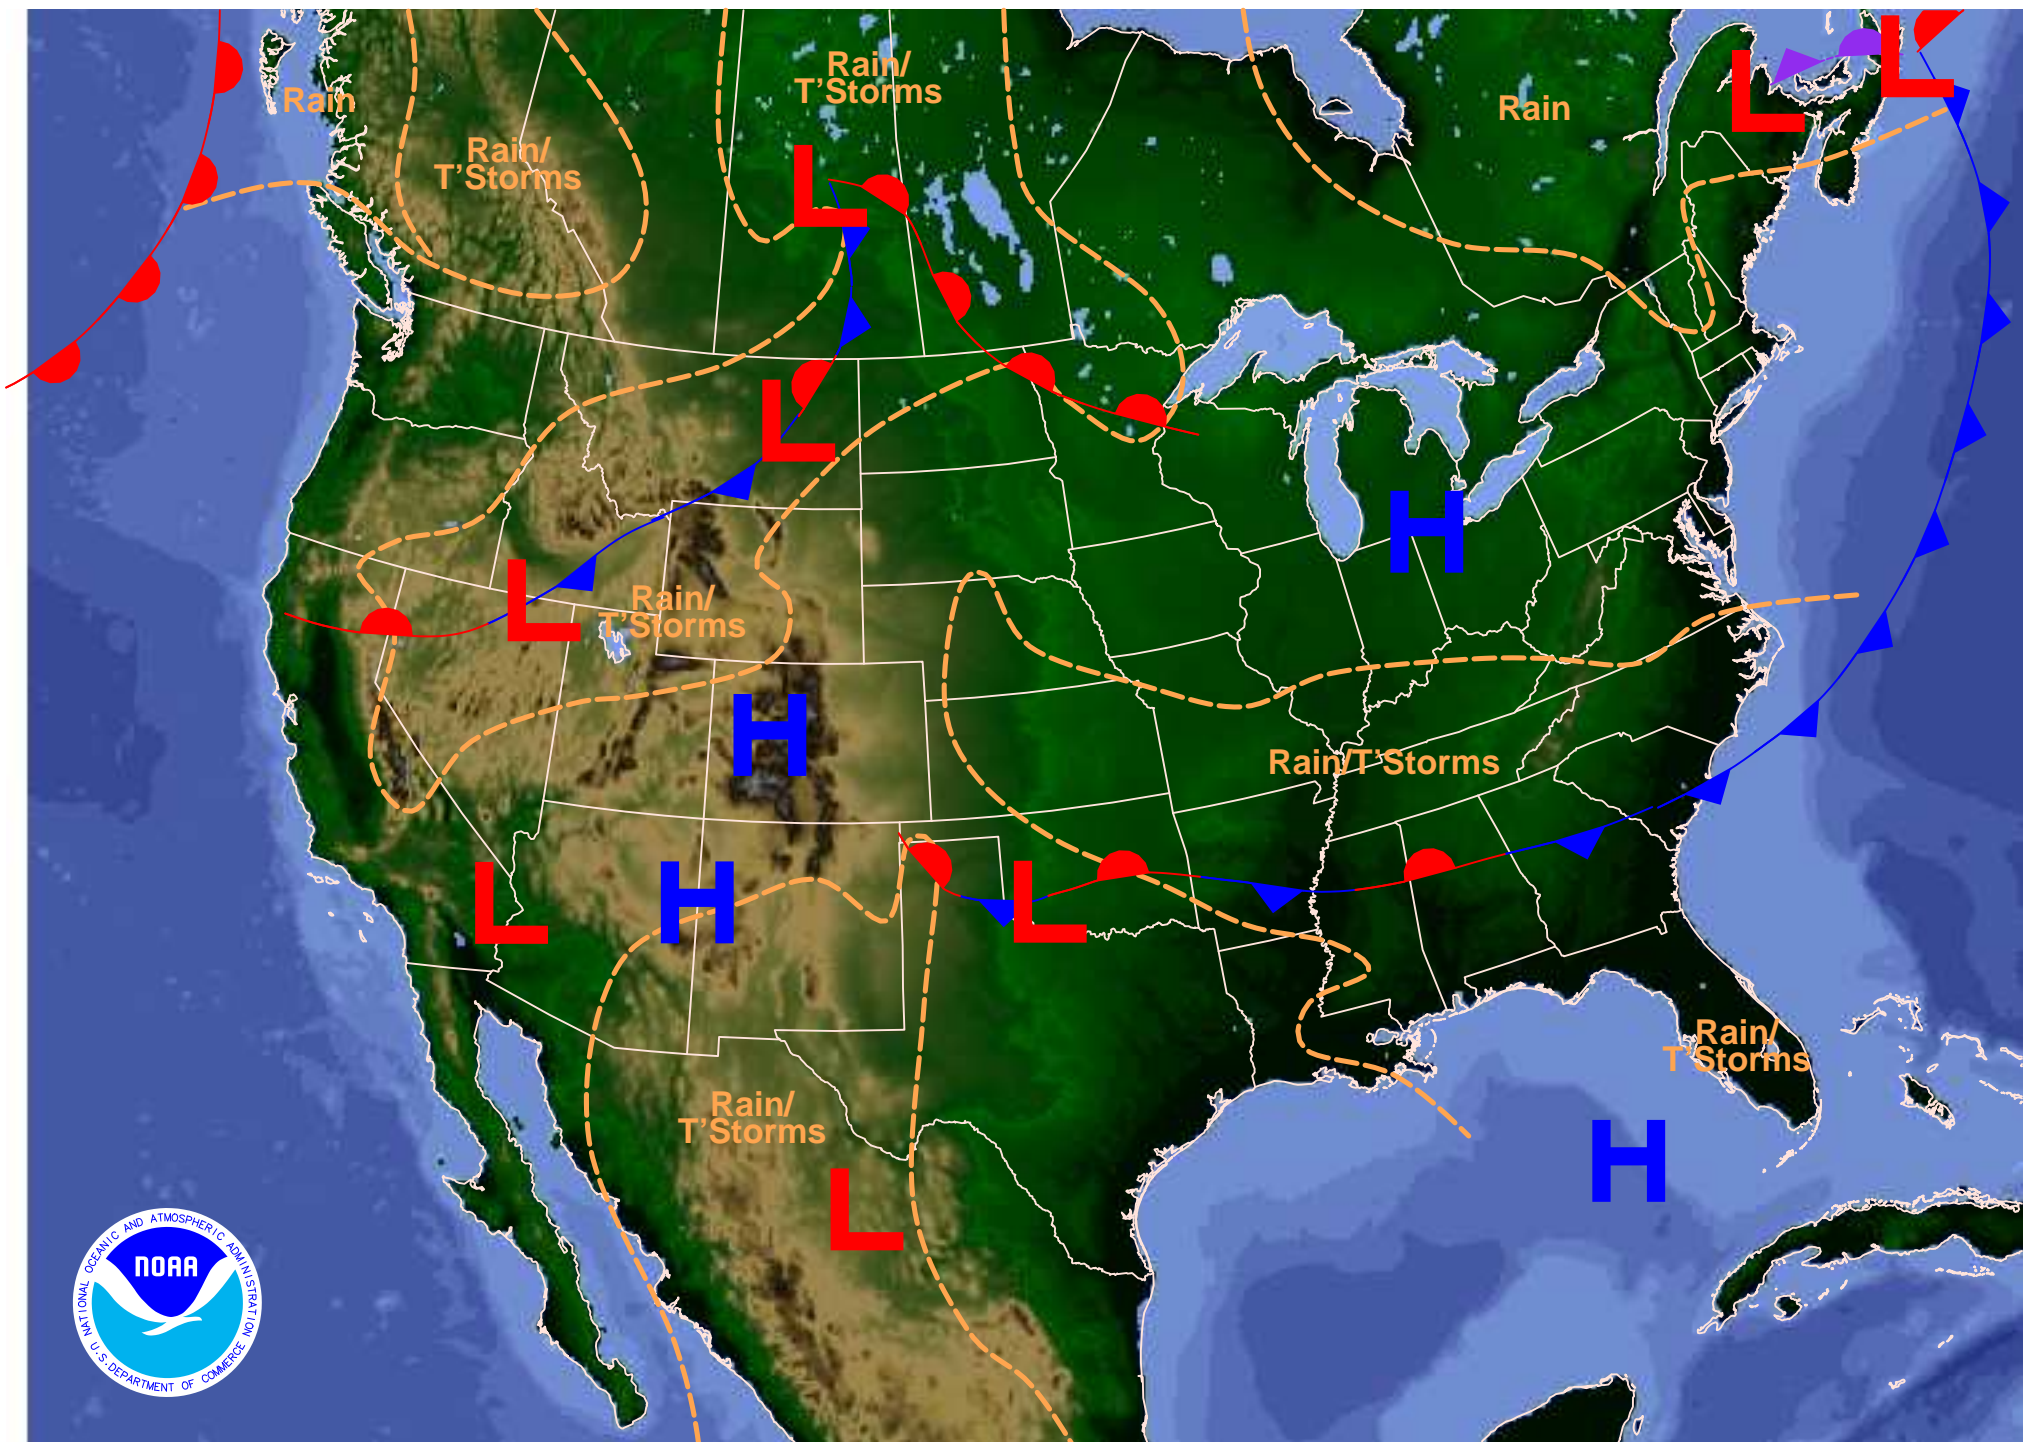 Rain/
T'Storms
Rain
Rain
Rain/
T'Storms
L
L
L
L
L
H
L
Rain/
T'Storms
H
Rain/T'Storms
L
H
L
Rain/
T'Storms
Rain/
T'Storms
H
L
NATIONAL OCEANIC AND ATMOSPHERIC ADMINISTRATION
NOAA
U.S. DEPARTMENT OF COMMERCE